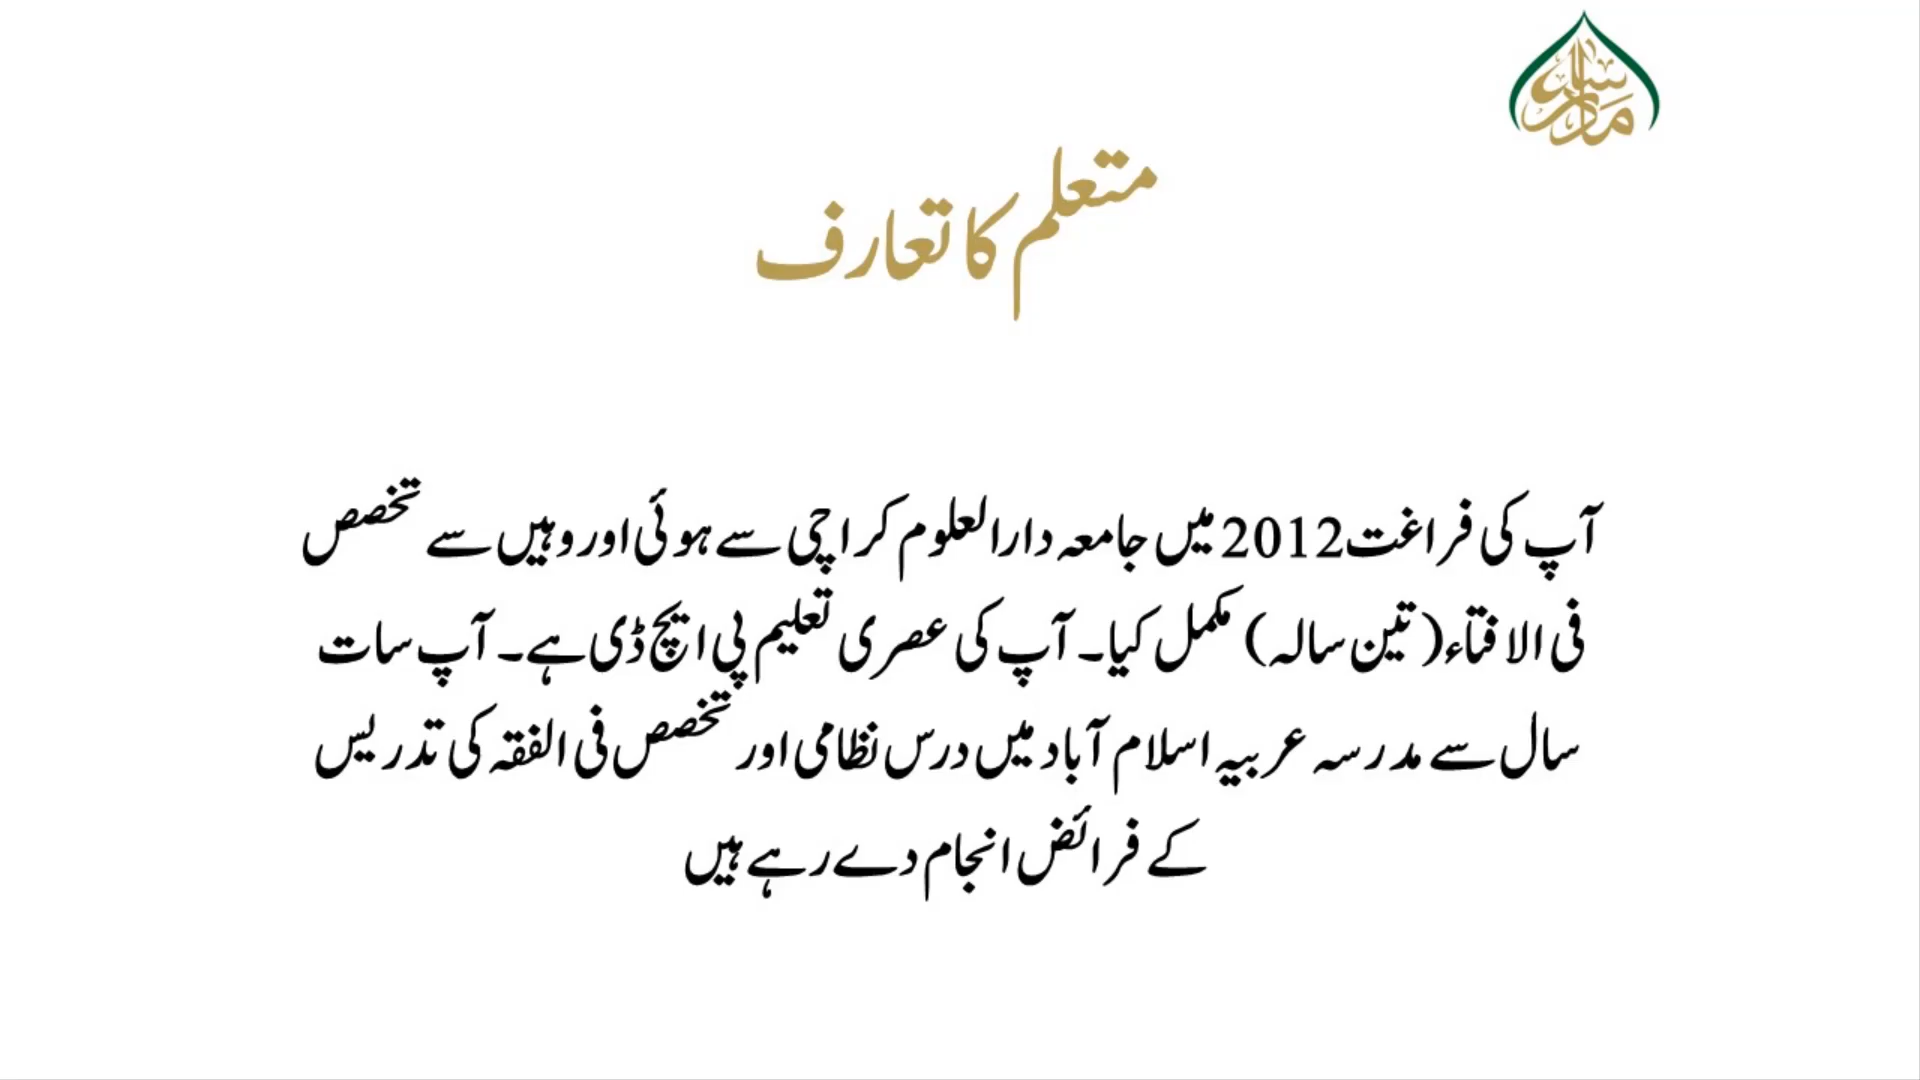 متعلم کا تعارف
آپ کی فراغت2012 میں جامعہ دارالعلوم کراچی سے ہوئی اور وہیں سے تخصص
فی الافتاء(تین سالہ) مکمل کیا۔ آپ کی عصری تعلیم پی ایچ ڈی ہے۔ آپ سات
سال سے مدرسہ عربیہ اسلام آباد میں درس نظامی اور تخصص فی الفقہ کی تدریس
کے فرائض انجام دے رہے ہیں